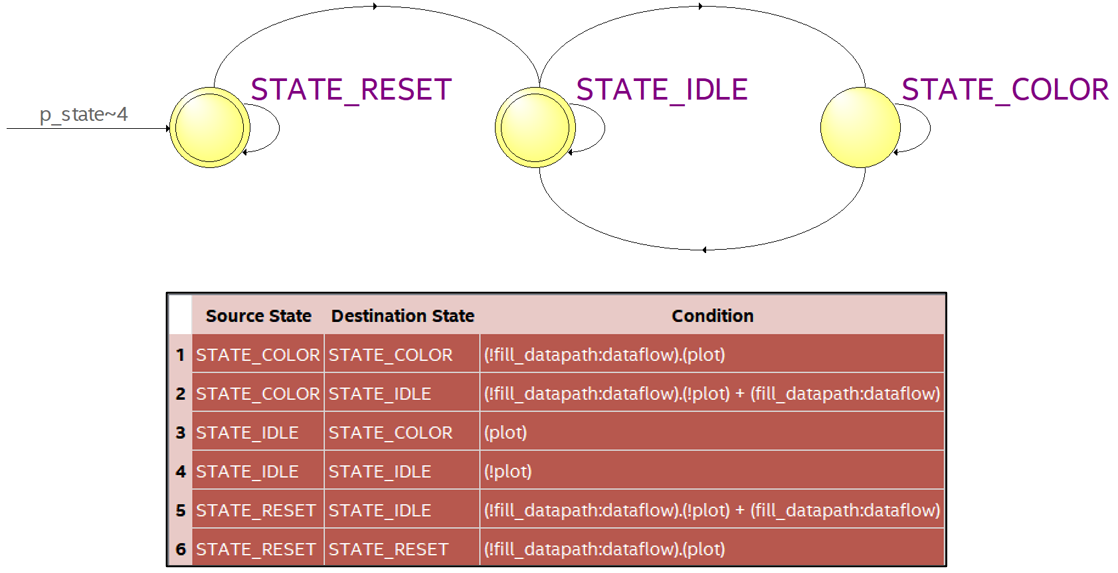 STATE_RESET STATE_IDLE STATE_COLOR
p_state~4
Source State Destination State Condition
1 STATE_COLOR STATE_COLOR (!fill_datapath:dataflow).(plot)
2 STATE_COLOR STATE_IDLE (!fill_datapath:dataflow).(!plot) + (fill_datapath:dataflow)
3 STATE_IDLE STATE_COLOR (plot)
4 STATE_IDLE STATE_IDLE (!plot)
5 STATE_RESET STATE_IDLE (!fill_datapath:dataflow).(!plot) + (fill_datapath:dataflow)
6 STATE_RESET STATE_RESET (!fill_datapath:dataflow).(plot)